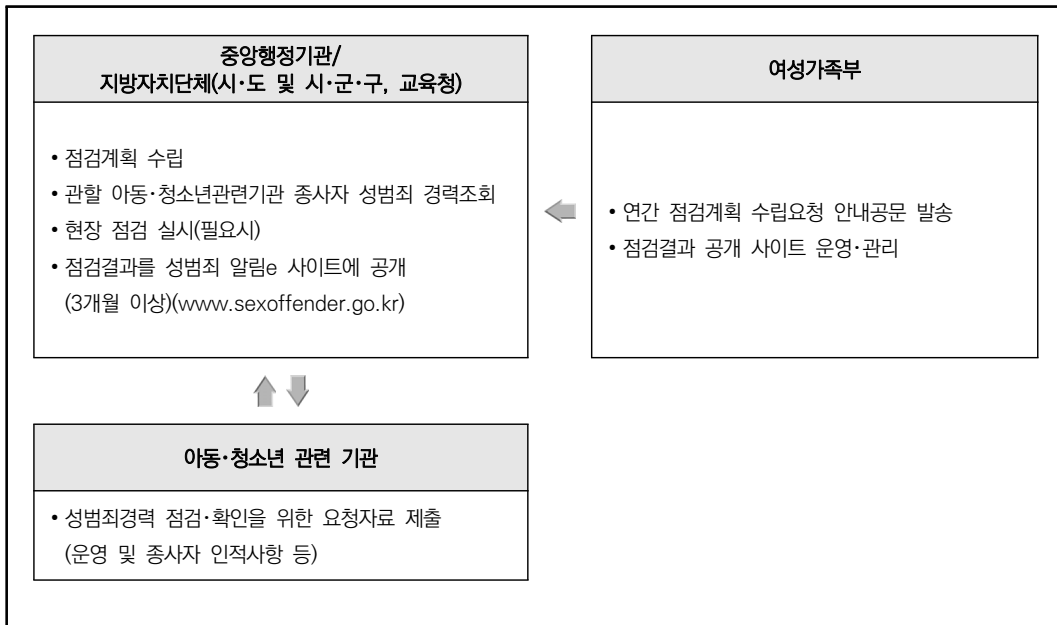 중앙행정기관/
지방자치단체(시·도 및 시·군·구, 교육청)
• 점검계획 수립
• 관할 아동·청소년관련기관 종사자 성범죄 경력조회
• 현장 점검 실시(필요시)
• 점검결과를 성범죄 알림e 사이트에 공개
(3개월 이상)(www.sexoffender.go.kr)
여성가족부
• 연간 점검계획 수립요청 안내공문 발송
• 점검결과 공개 사이트 운영·관리
아동·청소년 관련 기관
• 성범죄경력 점검·확인을 위한 요청자료 제출
(운영 및 종사자 인적사항 등)